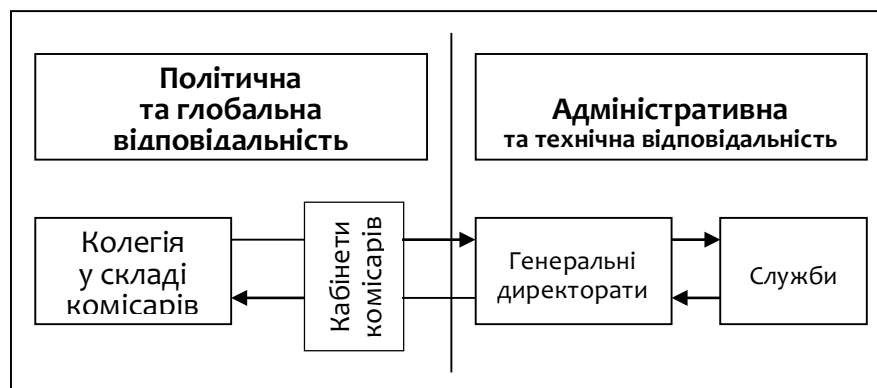 Політична
та глобальна
відповідальність
Адміністративна
та технічна відповідальність
Колегія
у складі
комісарів
Кабінети
комісарів
Генеральні
директорати
Служби